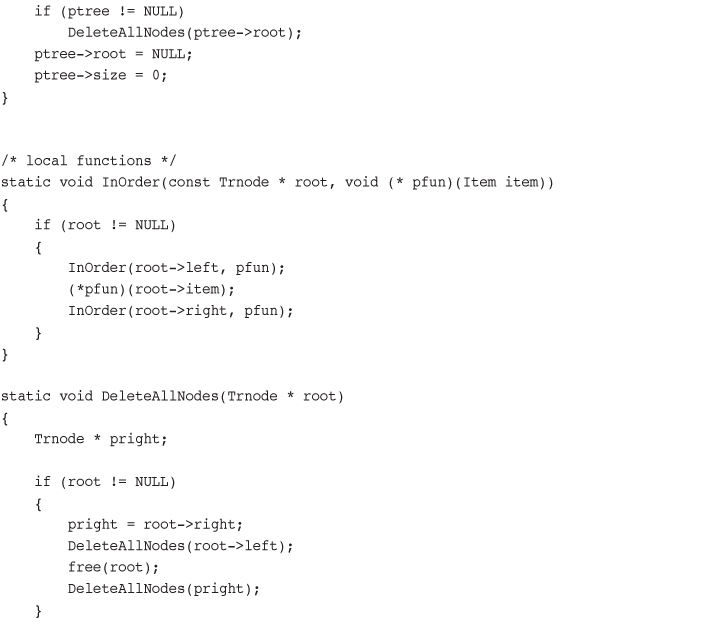 if (ptree != NULL)
        DeleteAllNodes(ptree->root);
    ptree->root = NULL;
    ptree->size = 0;
}
/* local functions */
static void InOrder(const Trnode * root, void (* pfun)(Item item))
{
    if (root != NULL)
    {
        InOrder(root->left, pfun);
        (*pfun)(root->item);
        InOrder(root->right, pfun);
    }
}
static void DeleteAllNodes(Trnode * root)
{
    Trnode * pright;
    if (root != NULL)
    {
        pright = root->right;
        DeleteAllNodes(root->left);
        free(root);
        DeleteAllNodes(pright);
    }